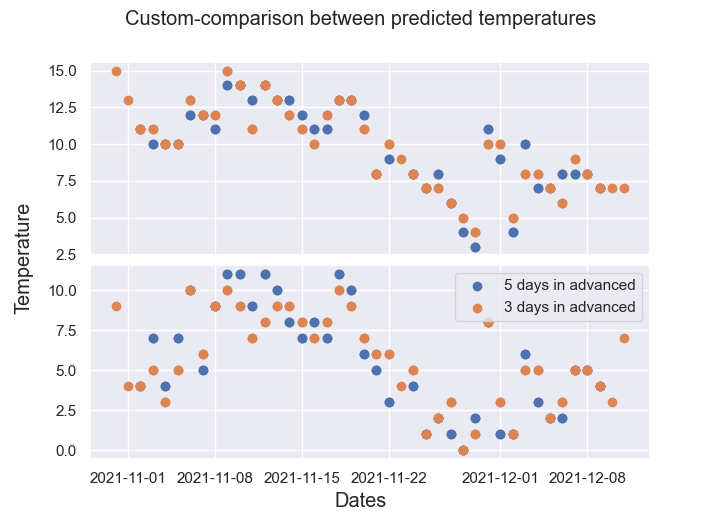 Custom-comparison between predicted temperatures
15.0
12.5
10.0
7.5
5.0
2.5
Temperature
10.0
7.5
5.0
2.5
0.0
5 days in advanced
3 days in advanced
2021-11-01 2021-11-08 2021-11-15 2021-11-22 2021-12-01 2021-12-08
Dates